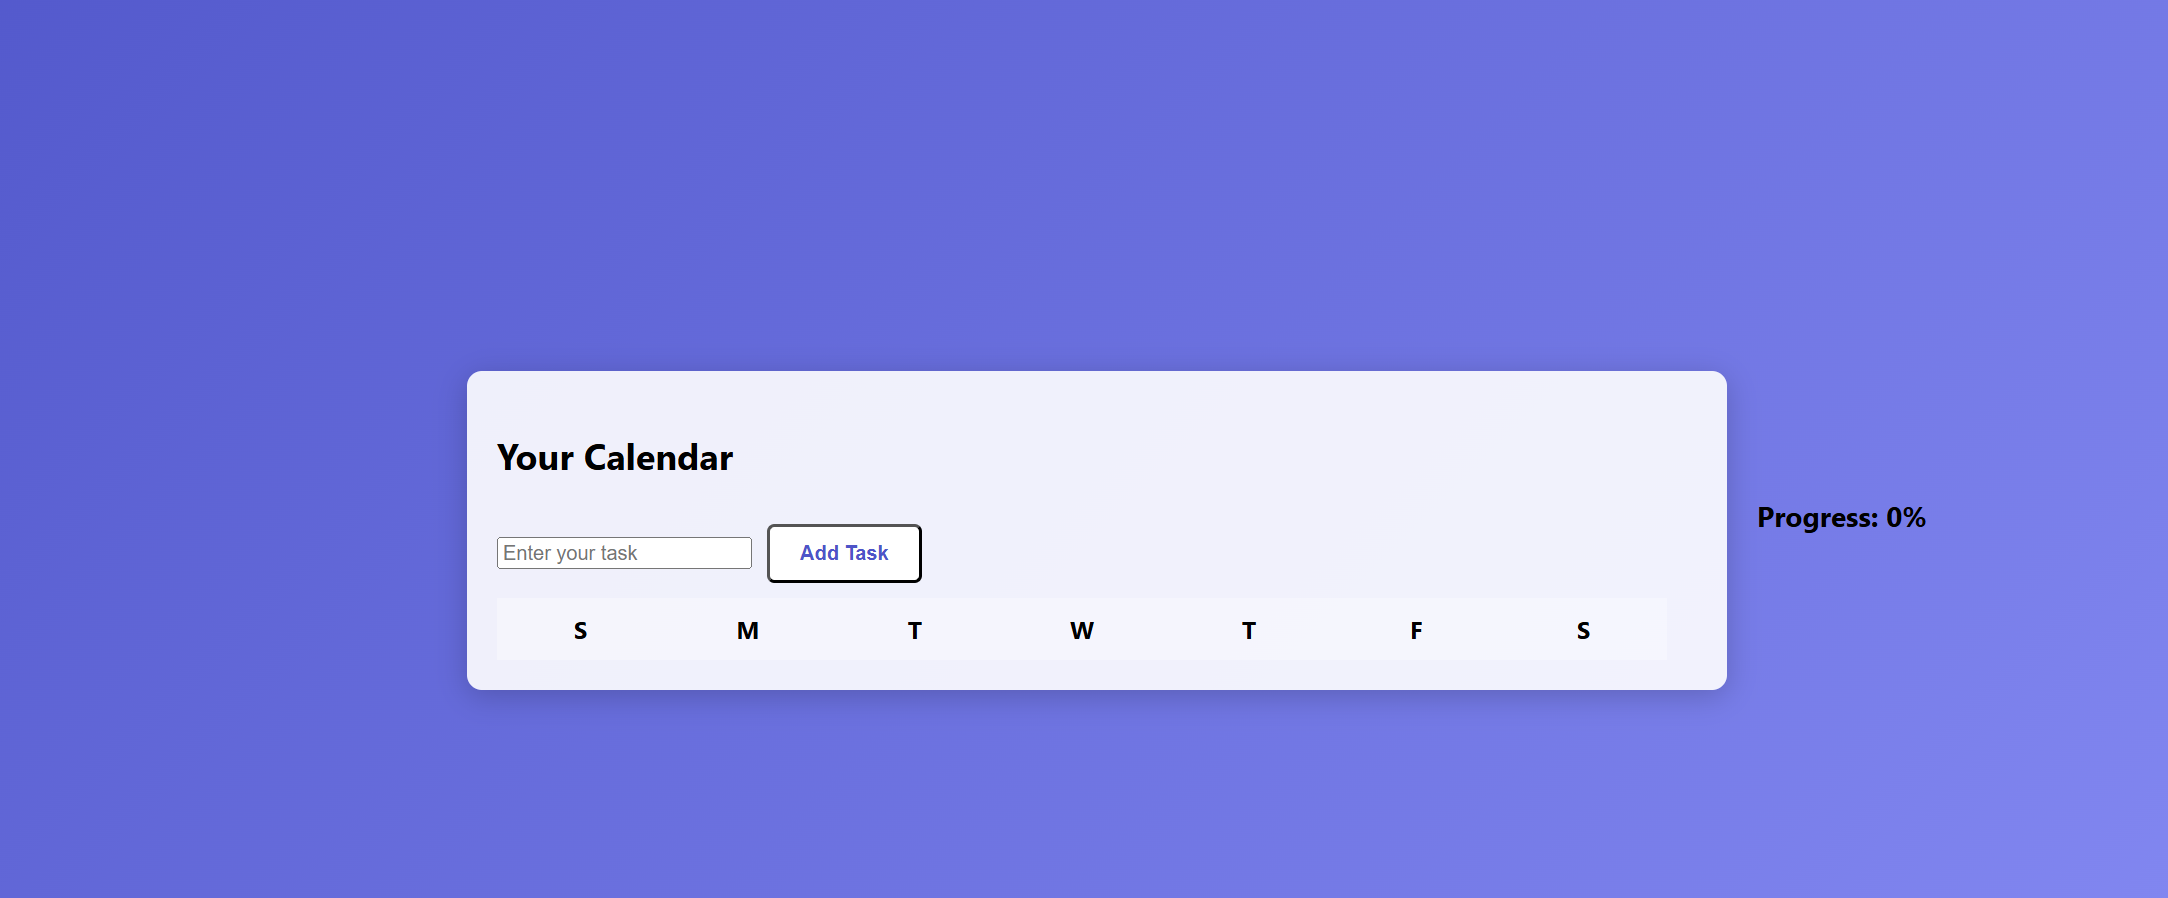 Your Calendar
Progress: 0%
Enter your task
Add Task
S M T W T F S